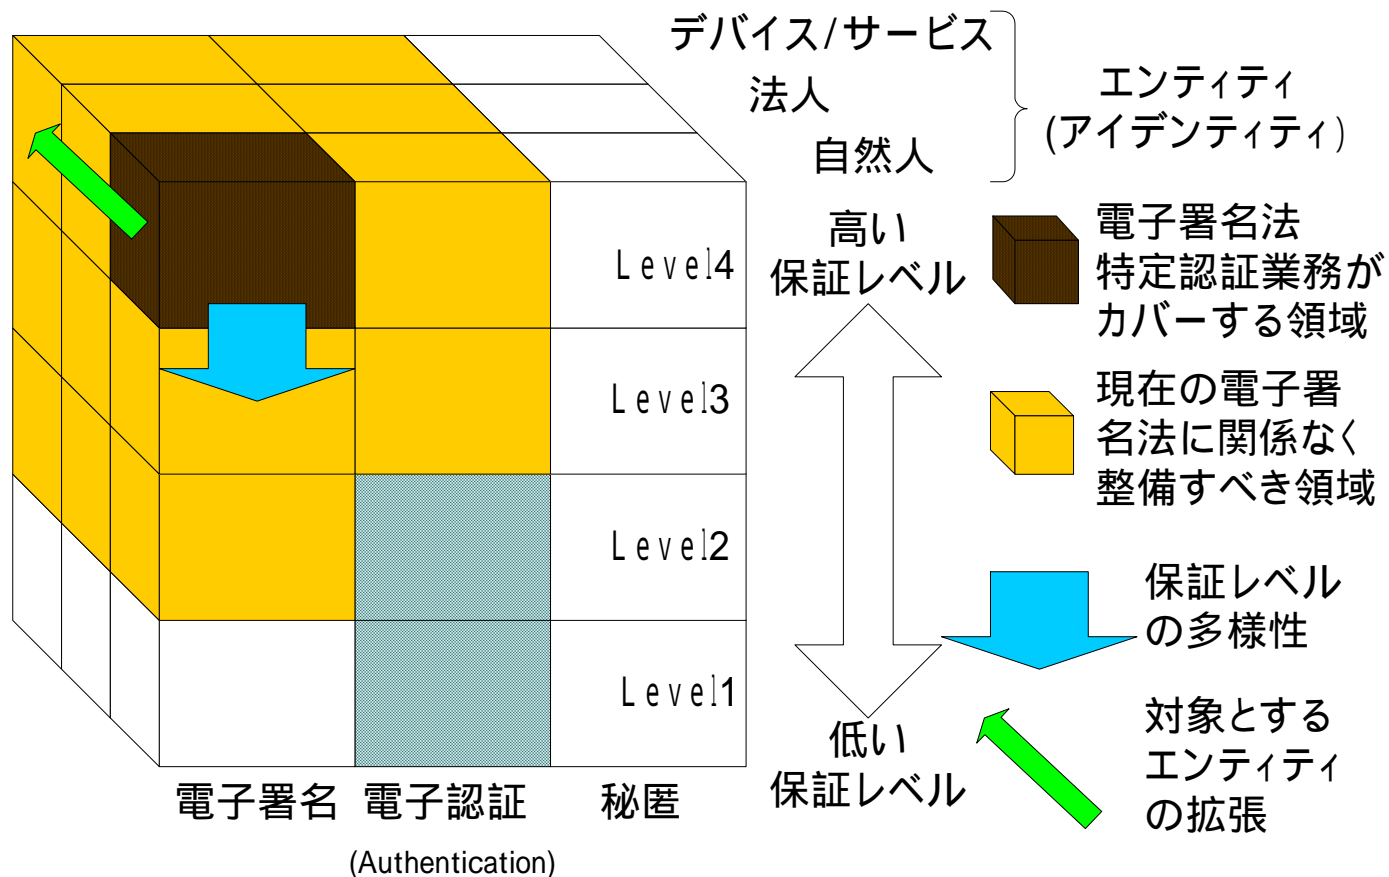 デバイス/サービス
法人
自然人
エンティティ
(アイデンティティ)
高い
保証レベル
Level4
Level3
Level2
Level1
低い
保証レベル
電子署名
電子認証
(Authentication)
秘匿
電子署名法
特定認証業務が
カバーする領域
現在の電子署
名法に関係なく
整備すべき領域
保証レベル
の多様性
対象とする
エンティティ
の拡張